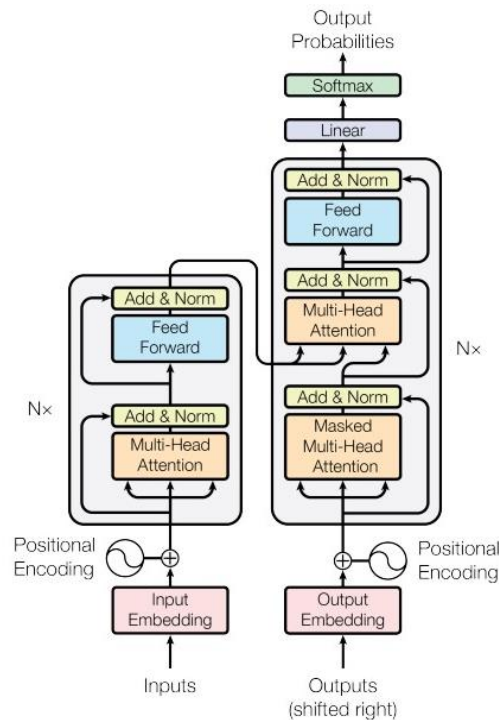 Output
Probabilities
Softmax
Linear
Add & Norm
Feed
Forward
Add & Norm
Multi-Head
Attention
N×
Add & Norm
Masked
Multi-Head
Attention
Add & Norm
Feed
Forward
N×
Add & Norm
Multi-Head
Attention
Positional
Encoding
Positional
Encoding
Input
Embedding
Output
Embedding
Inputs
Outputs
(shifted right)